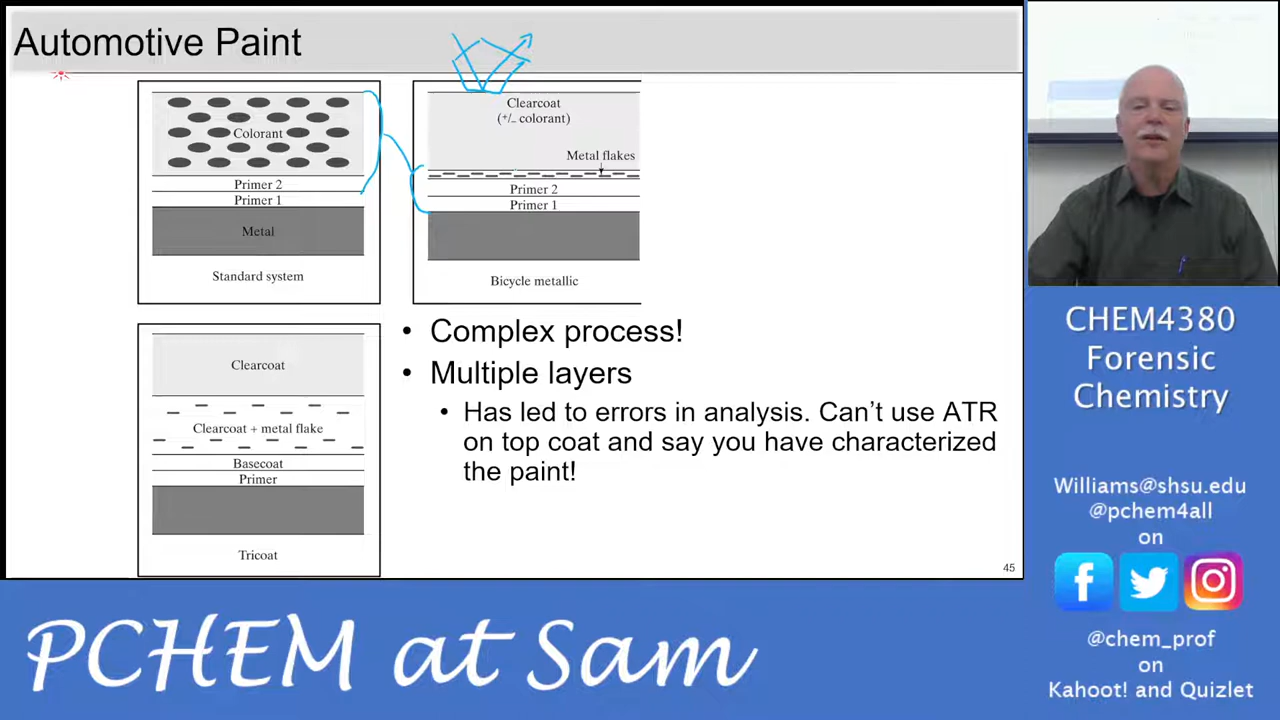 Automotive Paint
Colorant
Primer 2
Primer 1
Metal
Standard system
Clearcoat
(+/_ colorant)
Metal flakes
Primer 2
Primer 1
Bicycle metallic
Clearcoat
Clearcoat + metal flake
Basecoat
Primer
Tricoat
• Complex process!
• Multiple layers
• Has led to errors in analysis. Can’t use ATR
on top coat and say you have characterized
the paint!
45
CHEM4380
Forensic
Chemistry
Williams@shsu.edu
@pchem4all
on
@chem_prof
on
Kahoot! and Quizlet
PCHEM at Sam